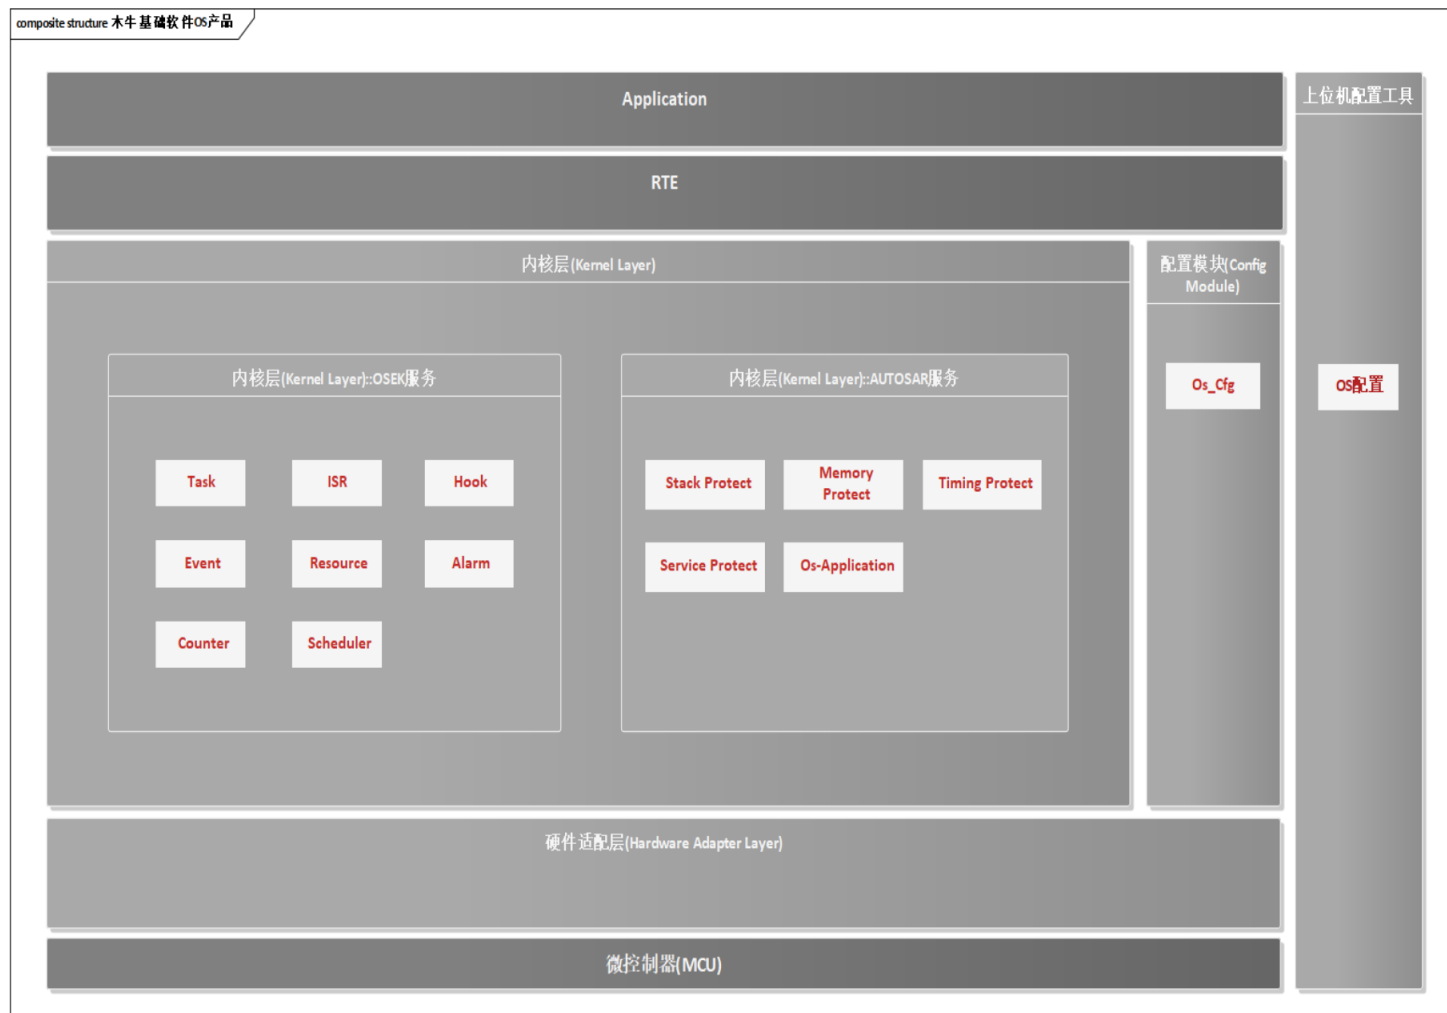 composite structure 木牛基础软件OS产品
Application
上位机配置工具
RTE
内核层(Kernel Layer)
配置模块(Config
Module)
内核层(Kernel Layer)::OSEK服务
内核层(Kernel Layer)::AUTOSAR服务
Os_Cfg
OS配置
Task
ISR
Hook
Stack Protect
Memory
Protect
Timing Protect
Event
Resource
Alarm
Service Protect
Os-Application
Counter
Scheduler
硬件适配层(Hardware Adapter Layer)
微控制器(MCU)